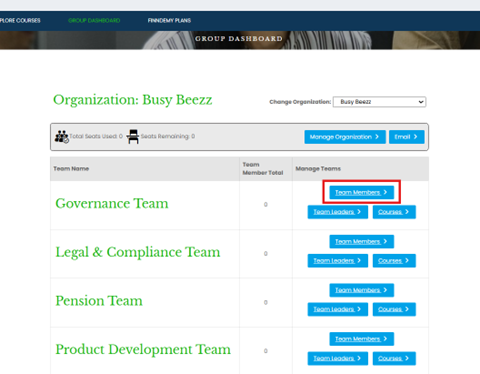 PLORE COURSES GROUP DASHBOARD FINNDEMY PLANS
GROUP DASHBOARD
Organization: Busy Beezz Change Organization: Busy Beezz
Total Seats Used: 0 Seats Remaining: 0 Manage Organization > Email >
Team Name Team Member Total Manage Teams
Governance Team 0 Team Members >
Team Leaders > Courses >
Legal & Compliance Team 0 Team Members >
Team Leaders > Courses >
Pension Team 0 Team Members >
Team Leaders > Courses >
Product Development Team 0 Team Members >
Team Leaders > Courses >